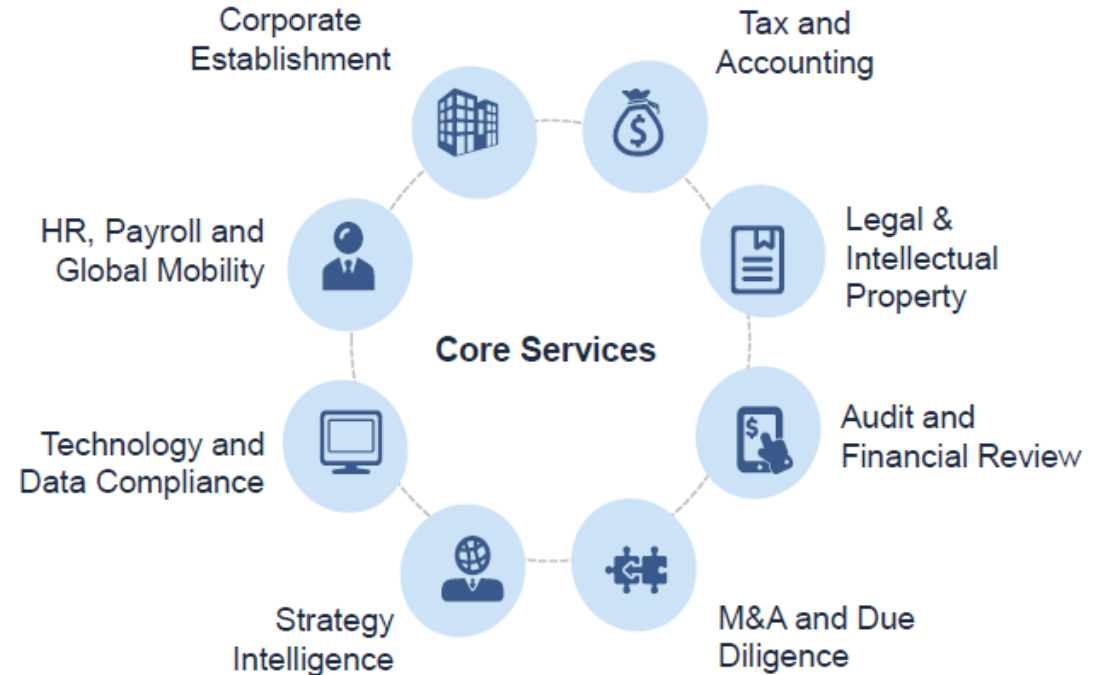 Corporate
Establishment
Tax and
Accounting
HR, Payroll and
Global Mobility
Legal &
Intellectual
Property
Core Services
Technology and
Data Compliance
Audit and
Financial Review
Strategy
Intelligence
M&A and Due
Diligence
$
$